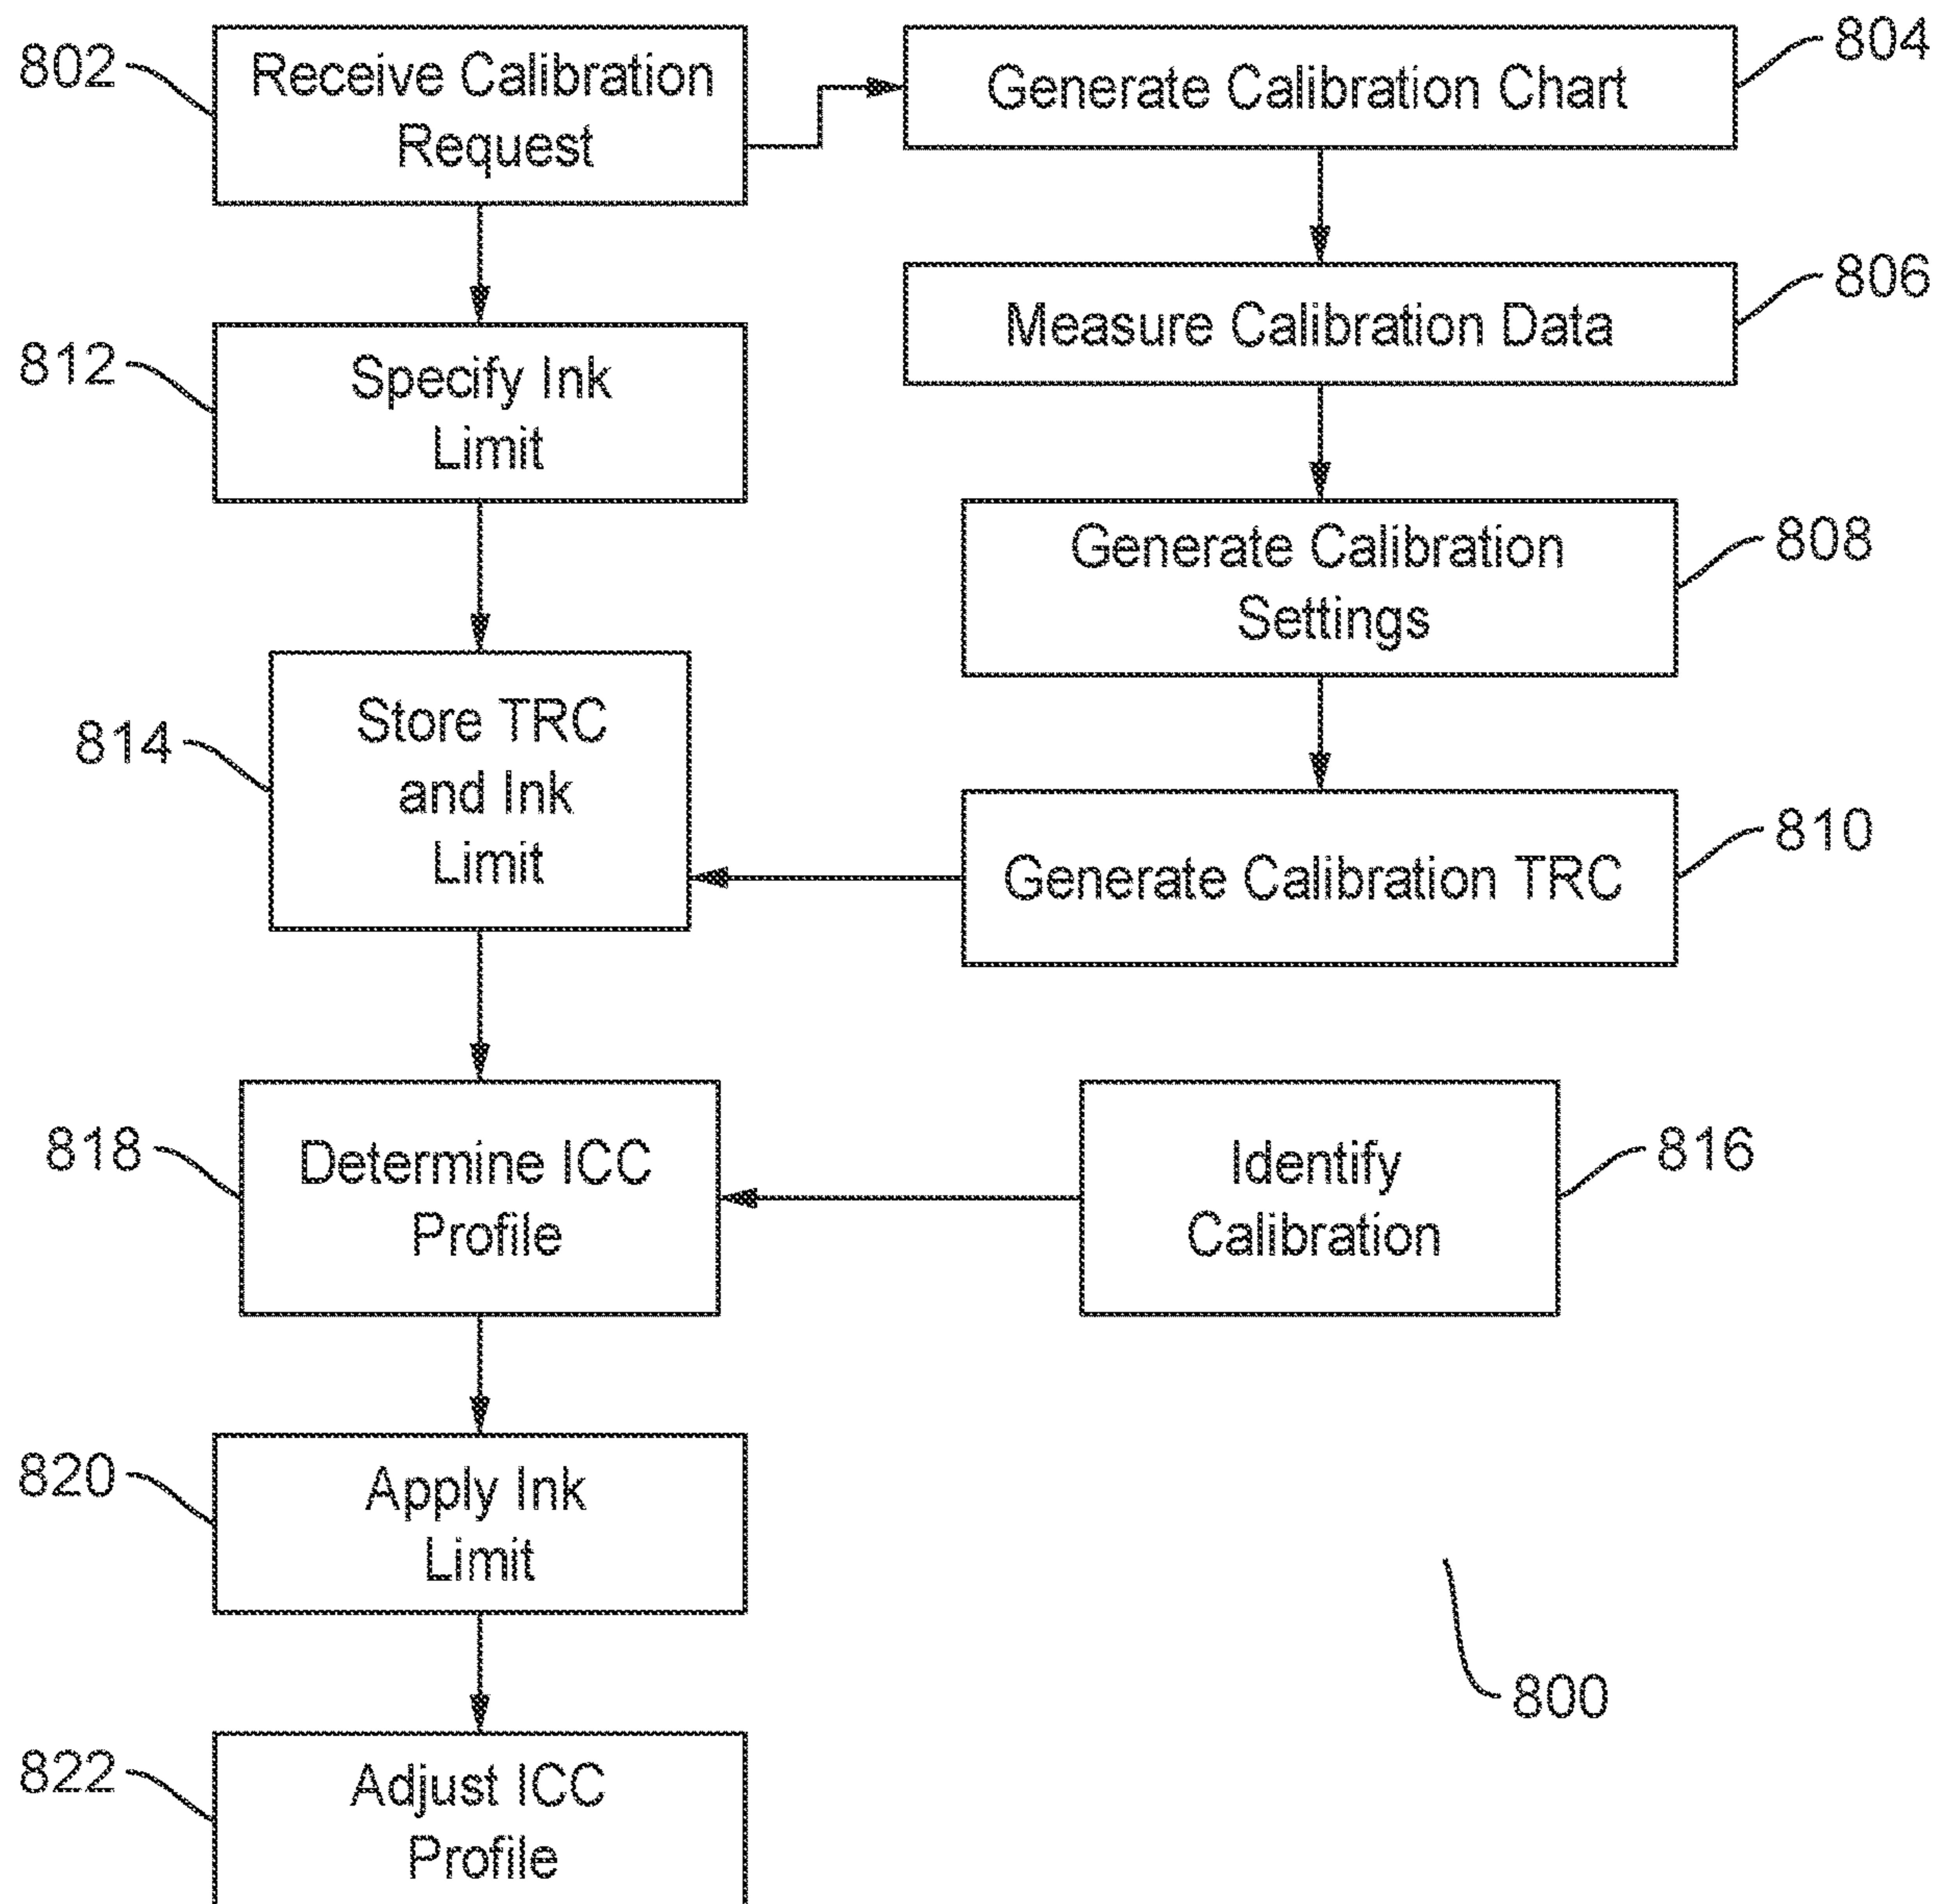 802
Receive Calibration
Request
804
Generate Calibration Chart
806
Measure Calibration Data
812
Specify Ink
Limit
808
Generate Calibration
Settings
814
Store TRC
and Ink
Limit
810
Generate Calibration TRC
818
Determine ICC
Profile
816
Identify
Calibration
820
Apply Ink
Limit
800
822
Adjust ICC
Profile